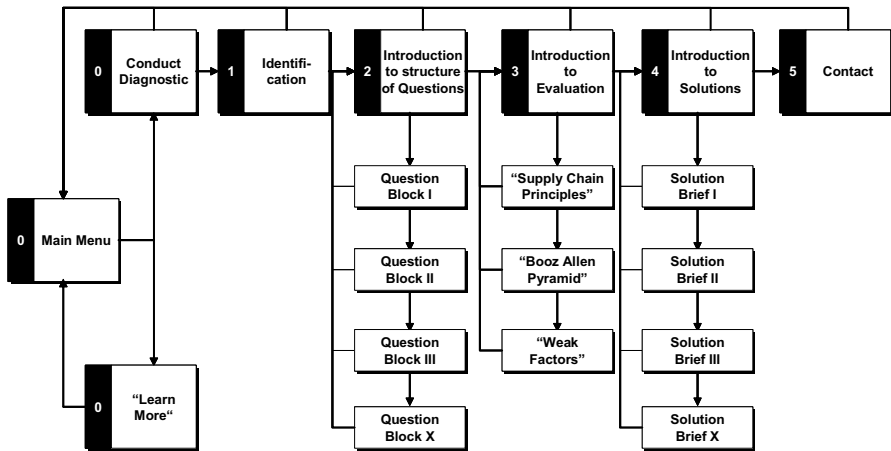 0
Conduct
Diagnostic
1
Identifi-
cation
2
Introduction
to structure
of Questions
3
Introduction
to
Evaluation
4
Introduction
to
Solutions
5
Contact
Question
Block I
“Supply Chain
Principles”
Solution
Brief I
0
Main Menu
Question
Block II
“Booz Allen
Pyramid”
Solution
Brief II
Question
Block III
“Weak
Factors”
Solution
Brief III
0
“Learn
More“
Question
Block X
Solution
Brief X